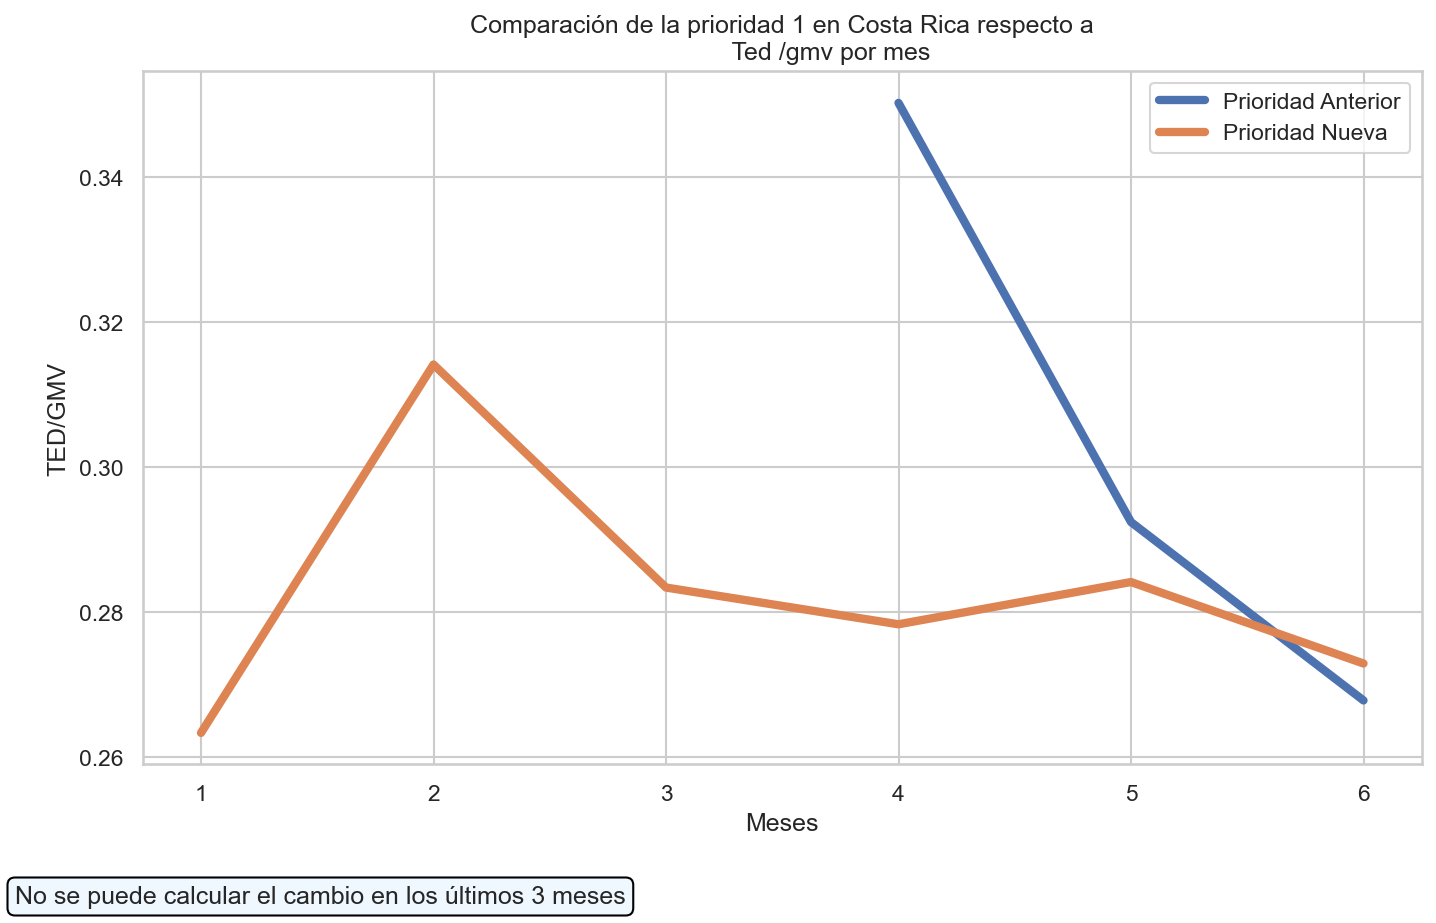 Comparación de la prioridad 1 en Costa Rica respecto a
Ted /gmv por mes
Prioridad Anterior
Prioridad Nueva
0.34
0.32
0.30
0.28
0.26
TED/GMV
1 2 3 4 5 6
Meses
No se puede calcular el cambio en los últimos 3 meses